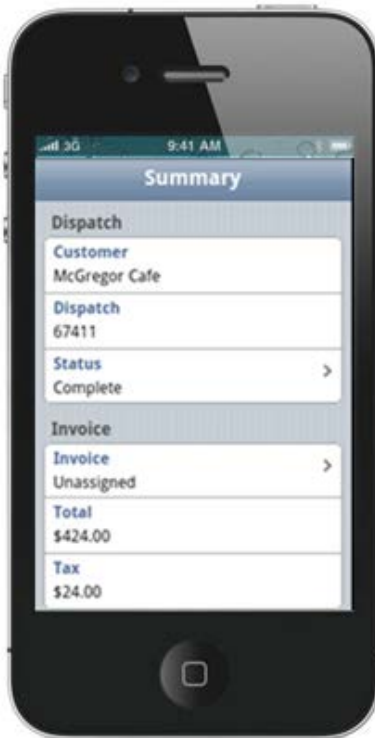 3G 9:41 AM
Summary
Dispatch
Customer
McGregor Cafe
Dispatch
67411
Status
Complete
Invoice
Invoice
Unassigned
Total
$424.00
Tax
$24.00